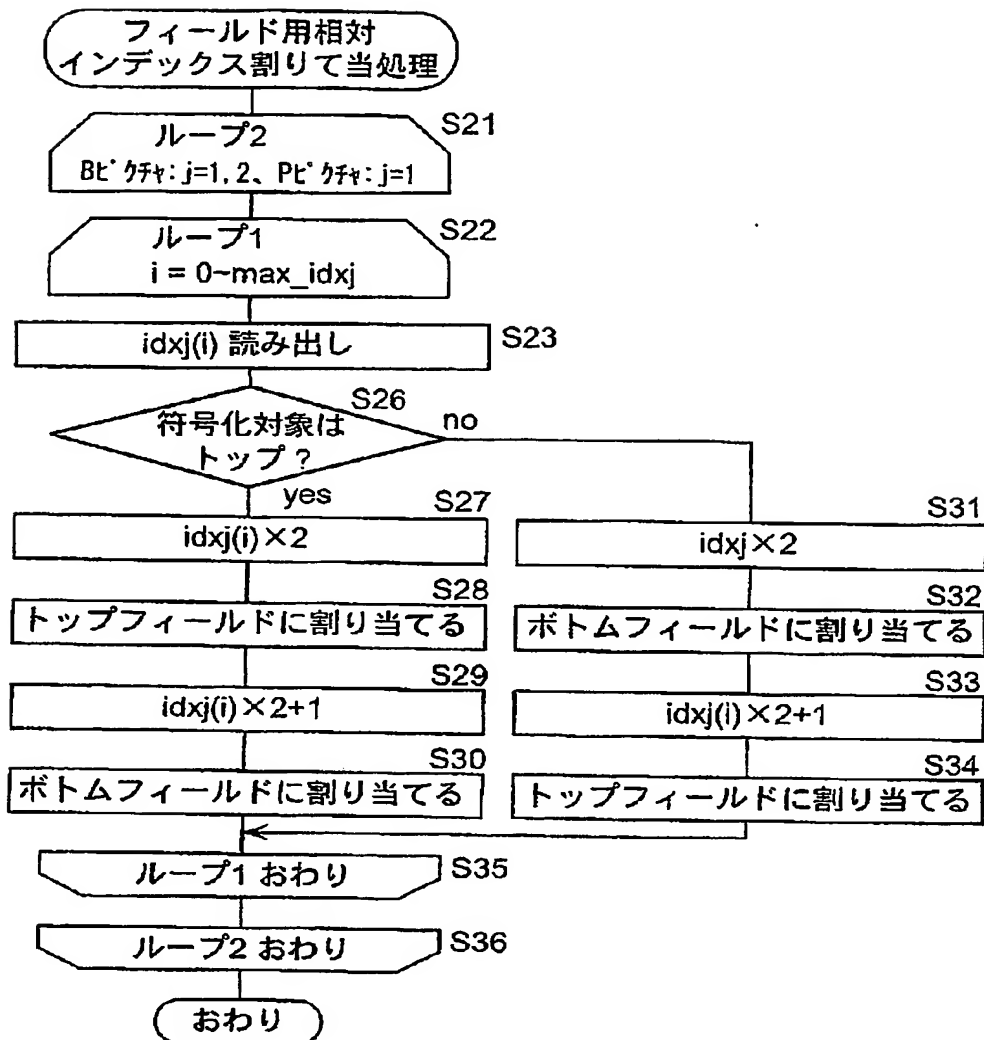 フィールド用相対
インデックス割りて当処理
S21
ループ2
Bピクチャ:j=1,2、Pピクチャ:j=1
S22
ループ1
i = 0~max_idxj
idxj(i) 読み出し
S23
S26
符号化対象は
トップ?
no
yes
S27
idxj(i)×2
S28
トップフィールドに割り当てる
S29
idxj(i)×2+1
S30
ボトムフィールドに割り当てる
S31
idxj×2
S32
ボトムフィールドに割り当てる
S33
idxj(i)×2+1
S34
トップフィールドに割り当てる
ループ1 おわり
S35
ループ2 おわり
S36
おわり